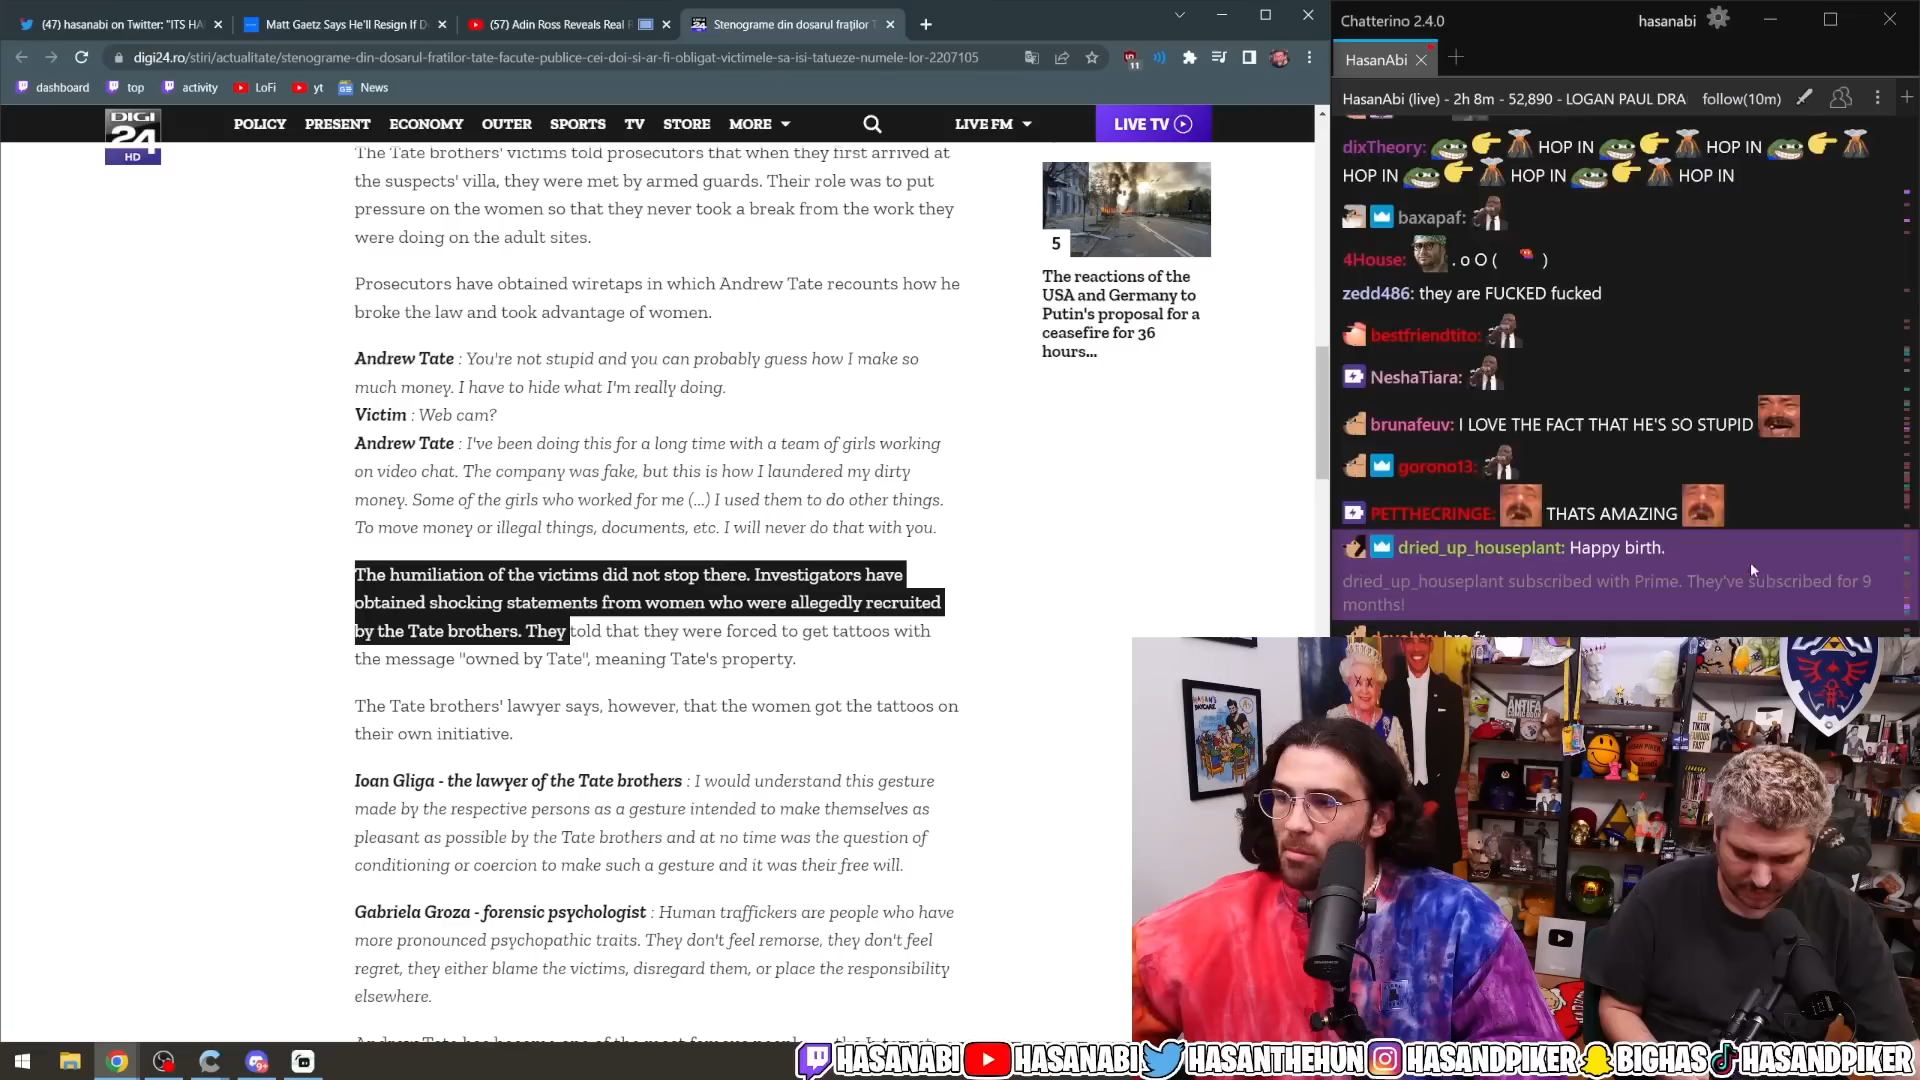 (47) hasanabi on Twitter: "ITS HA
Matt Gaetz Says He'll Resign If D
(57) Adin Ross Reveals Real R
Stenograme din dosarul fraților T
digi24.ro/stiri/actualitate/stenograme-din-dosarul-fratilor-tate-facute-publice-cei-doi-si-ar-fi-obligat-victimele-sa-isi-tatueze-numele-lor-2207105
11
dashboard
top
activity
LoFi
yt
News
DIGI
24
HD
POLICY
PRESENT
ECONOMY
OUTER
SPORTS
TV
STORE
MORE
LIVE FM
LIVE TV
The Tate brothers' victims told prosecutors that when they first arrived at
the suspects' villa, they were met by armed guards. Their role was to put
pressure on the women so that they never took a break from the work they
were doing on the adult sites.
Prosecutors have obtained wiretaps in which Andrew Tate recounts how he
broke the law and took advantage of women.
Andrew Tate : You're not stupid and you can probably guess how I make so
much money. I have to hide what I'm really doing.
Victim : Web cam?
Andrew Tate : I've been doing this for a long time with a team of girls working
on video chat. The company was fake, but this is how I laundered my dirty
money. Some of the girls who worked for me (...) I used them to do other things.
To move money or illegal things, documents, etc. I will never do that with you.
The humiliation of the victims did not stop there. Investigators have
obtained shocking statements from women who were allegedly recruited
by the Tate brothers. They told that they were forced to get tattoos with
the message "owned by Tate", meaning Tate's property.
The Tate brothers' lawyer says, however, that the women got the tattoos on
their own initiative.
Ioan Gliga - the lawyer of the Tate brothers : I would understand this gesture
made by the respective persons as a gesture intended to make themselves as
pleasant as possible by the Tate brothers and at no time was the question of
conditioning or coercion to make such a gesture and it was their free will.
Gabriela Groza - forensic psychologist : Human traffickers are people who have
more pronounced psychopathic traits. They don't feel remorse, they don't feel
regret, they either blame the victims, disregard them, or place the responsibility
elsewhere.
5
The reactions of the
USA and Germany to
Putin's proposal for a
ceasefire for 36
hours...
Chatterino 2.4.0
hasanabi
HasanAbi
HasanAbi (live) - 2h 8m - 52,890 - LOGAN PAUL DRA
follow(10m)
dixTheory: HOP IN HOP IN
HOP IN HOP IN HOP IN
baxapaf:
4House: . o O ( )
zedd486: they are FUCKED fucked
bestfriendtito:
NeshaTiara:
brunafeuv: I LOVE THE FACT THAT HE'S SO STUPID
gorono13:
PETTHECRINGE: THATS AMAZING
dried_up_houseplant: Happy birth.
dried_up_houseplant subscribed with Prime. They've subscribed for 9
months!
ANTIFA
HASANABI
HASANABI
HASANTHEHUN
HASANDPIKER
BIGHAS
HASANDPIKER